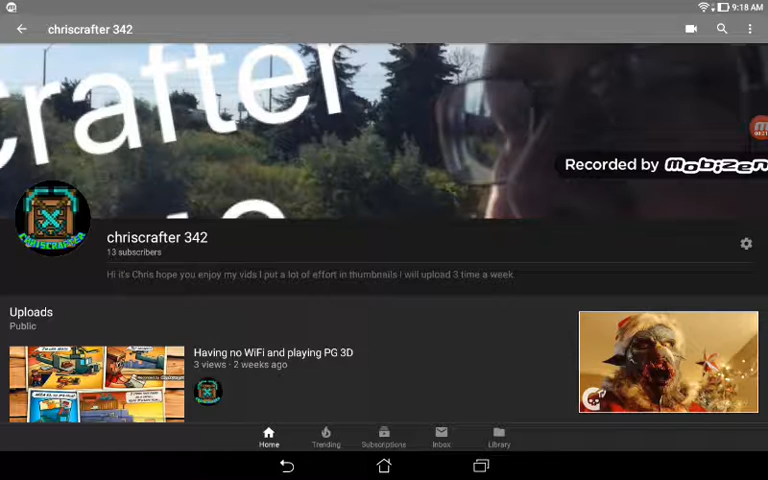 9:18 AM
chriscrafter 342
crafter
Recorded by mobizen
CHRISCRAFTER
chriscrafter 342
13 subscribers
Hi it's Chris hope you enjoy my vids I put a lot of effort in thumbnails I will upload 3 time a week
Uploads
Public
Having no WiFi and playing PG 3D
3 views · 2 weeks ago
Home
Trending
Subscriptions
Inbox
Library